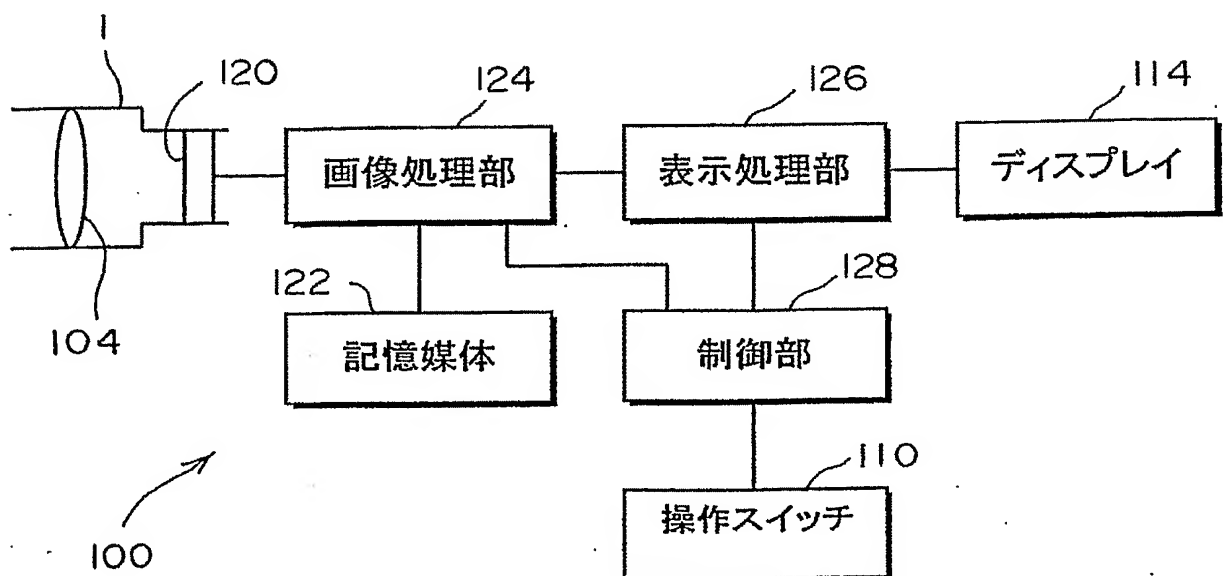 1
120
124
126
114
画像処理部
表示処理部
ディスプレイ
122
128
104
記憶媒体
制御部
110
操作スイッチ
100